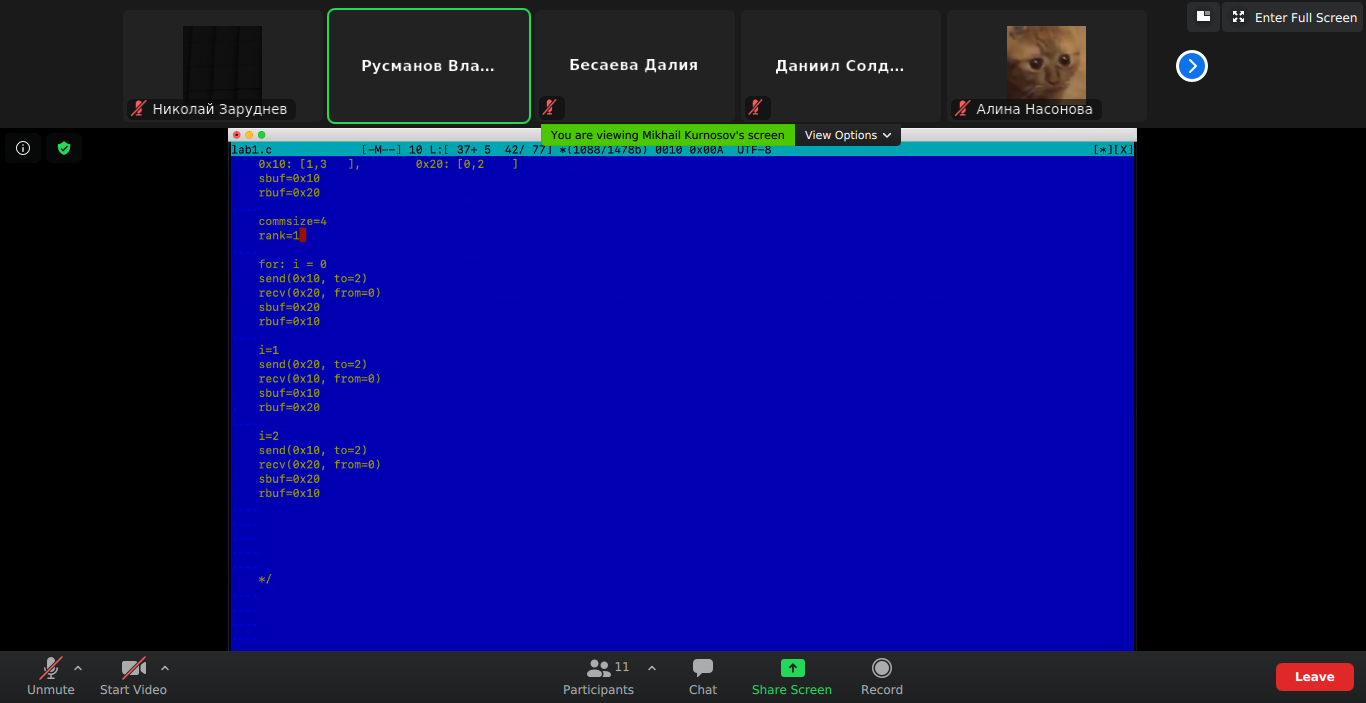 Enter Full Screen
Николай Заруднев
Русманов Вла...
Бесаева Далия
Даниил Солд...
Алина Насонова
You are viewing Mikhail Kurnosov's screen
View Options
lab1.c [-M--] 10 L:[ 37+ 5 42/ 77] *(1088/1478b) 0010 0x00A UTF-8 [*][X]
0x10: [1,3 ], 0x20: [0,2 ]
sbuf=0x10
rbuf=0x20
commsize=4
rank=1
for: i = 0
send(0x10, to=2)
recv(0x20, from=0)
sbuf=0x20
rbuf=0x10
i=1
send(0x20, to=2)
recv(0x10, from=0)
sbuf=0x10
rbuf=0x20
i=2
send(0x10, to=2)
recv(0x20, from=0)
sbuf=0x20
rbuf=0x10
*/
Unmute
Start Video
11
Participants
Chat
Share Screen
Record
Leave